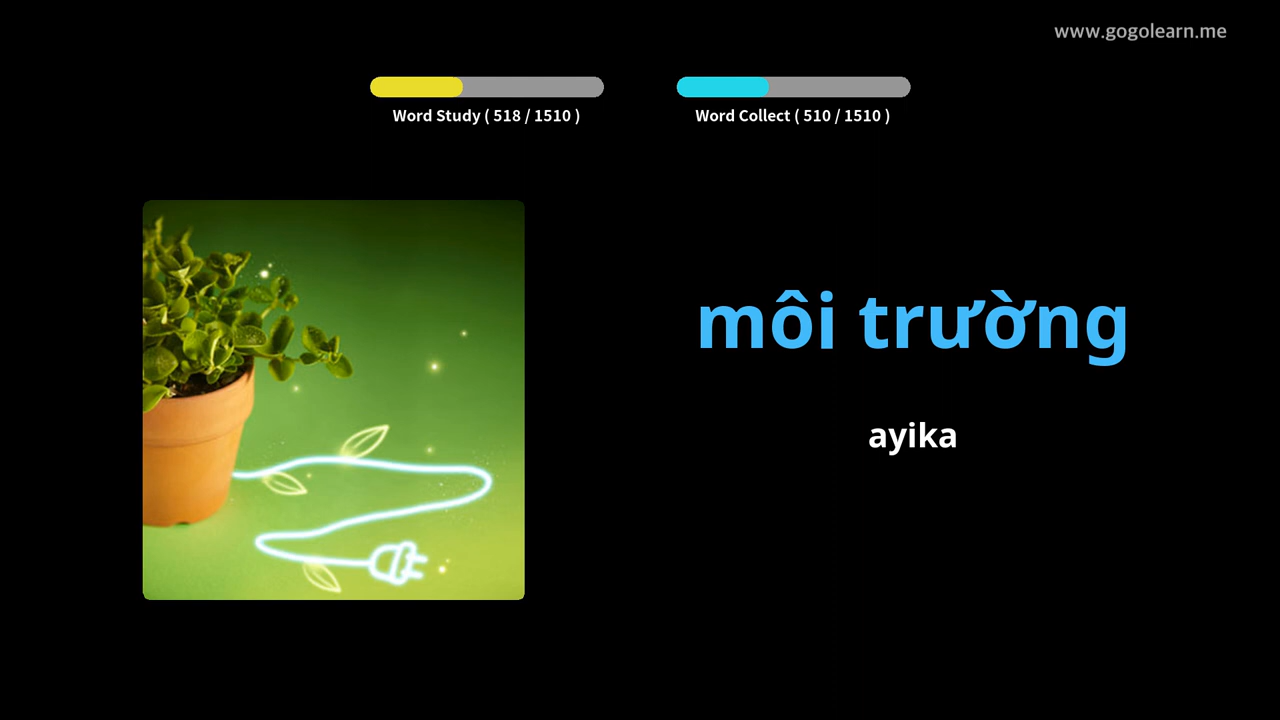 www.gogolearn.me
Word Study ( 518 / 1510 )
Word Collect ( 510 / 1510 )
môi trường
ayika